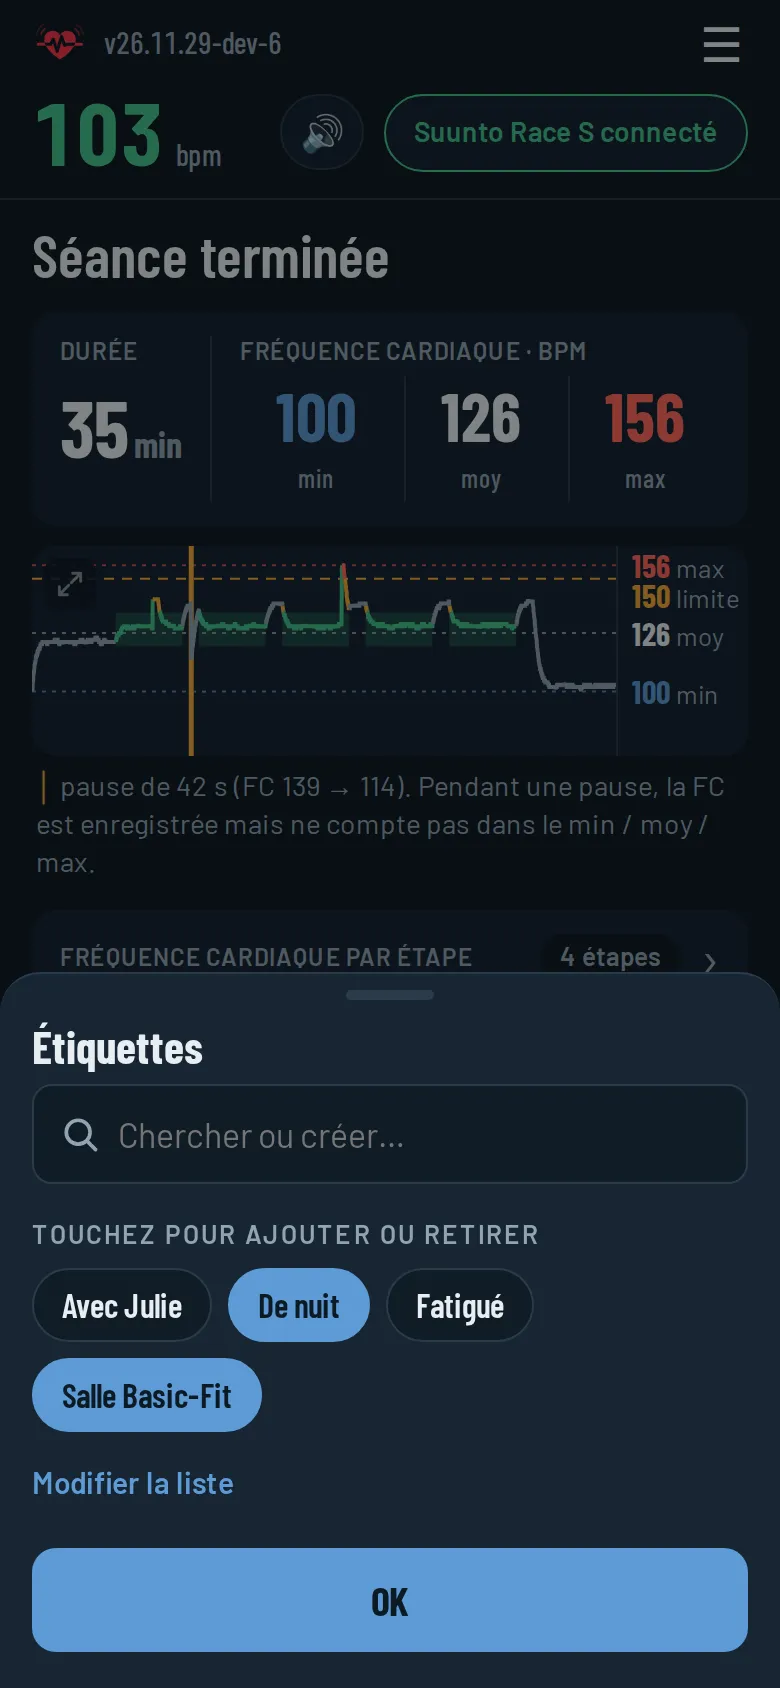 v26.11.29-dev-6
103 bpm
Suunto Race S connecté
Séance terminée
DURÉE
35 min
FRÉQUENCE CARDIAQUE · BPM
100
min
126
moy
156
max
156 max
150 limite
126 moy
100 min
pause de 42 s (FC 139 → 114). Pendant une pause, la FC
est enregistrée mais ne compte pas dans le min / moy /
max.
FRÉQUENCE CARDIAQUE PAR ÉTAPE
4 étapes
Étiquettes
Chercher ou créer...
TOUCHEZ POUR AJOUTER OU RETIRER
Avec Julie
De nuit
Fatigué
Salle Basic-Fit
Modifier la liste
OK